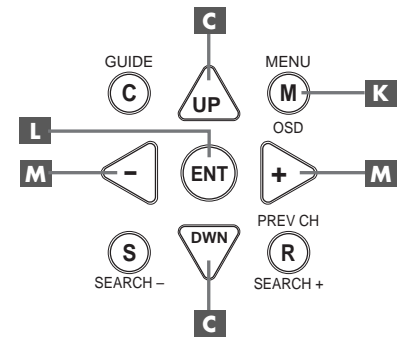 C
GUIDE
MENU
C
UP
M
K
OSD
L
M
-
ENT
+
M
PREV CH
S
DWN
R
SEARCH –
SEARCH +
C